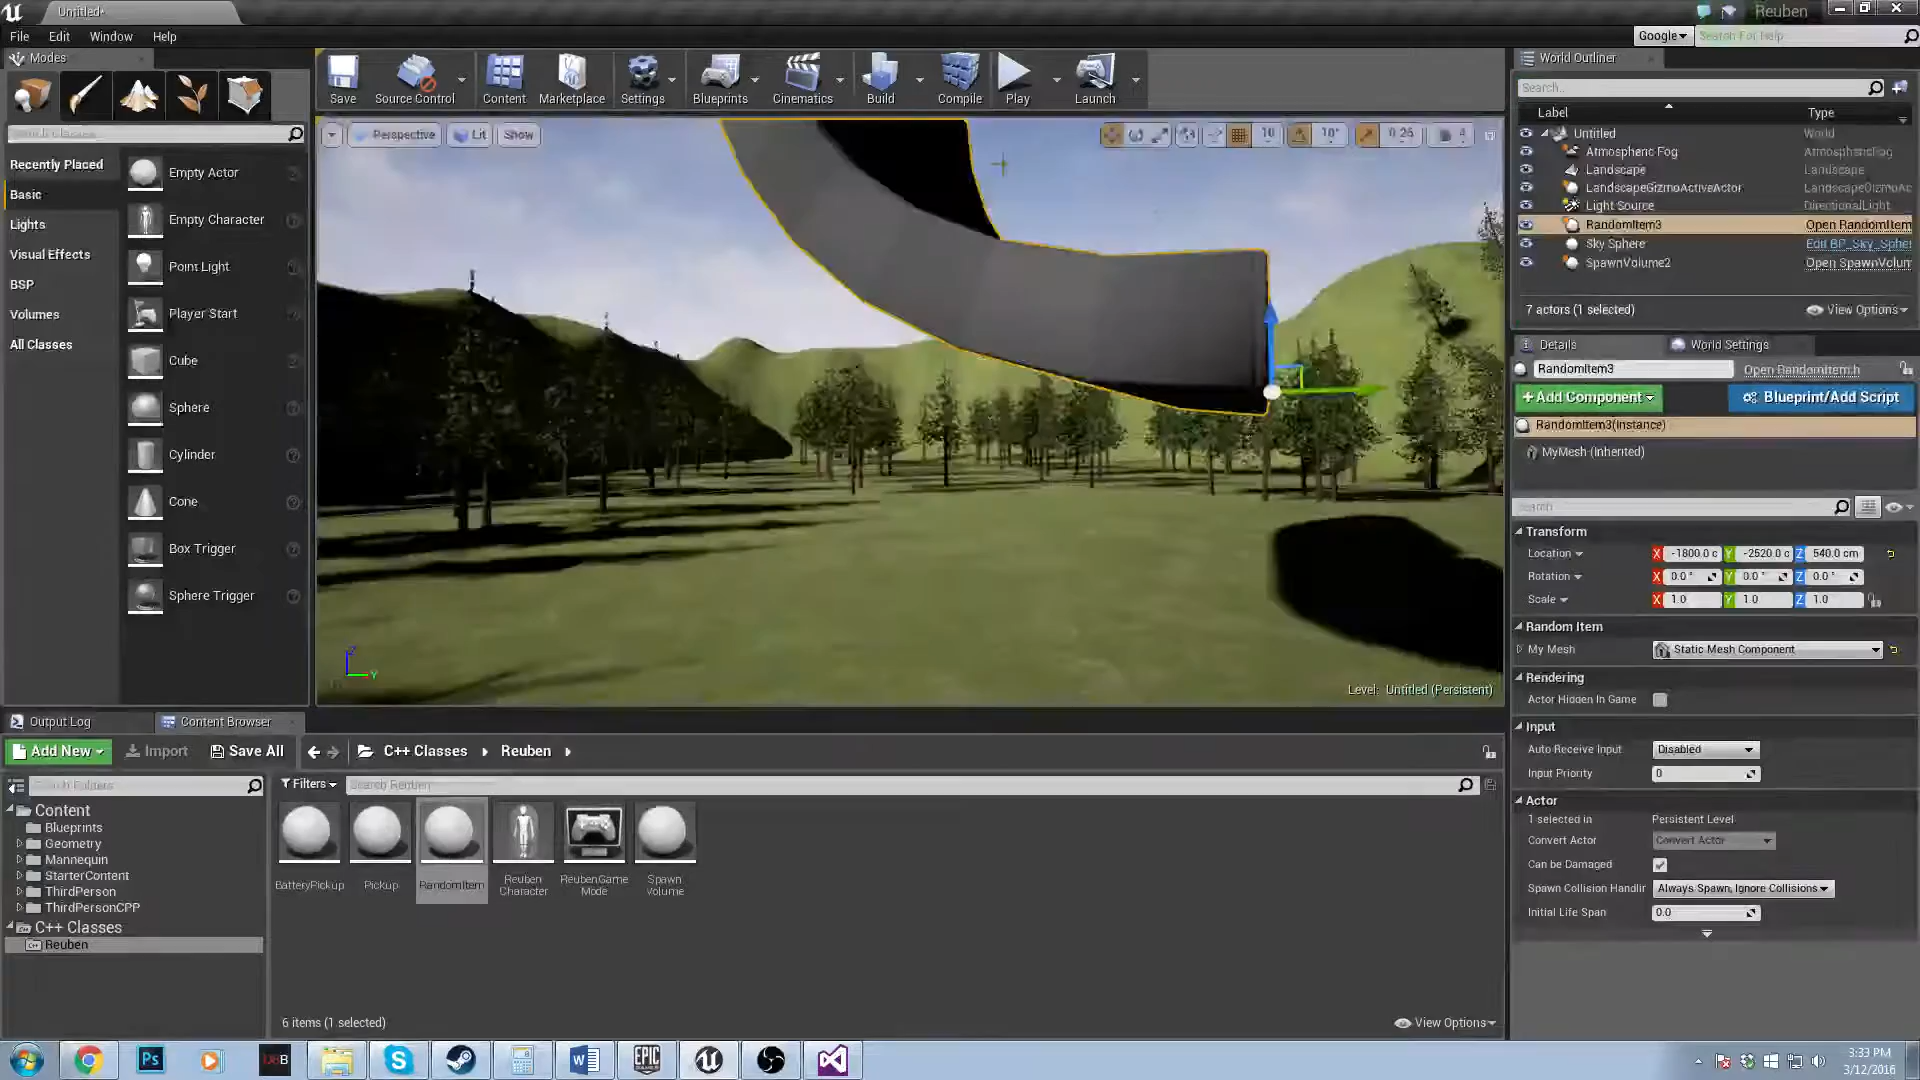 Untitled*
Reuben
File Edit Window Help
Google
Search For Help
Modes
Save
Source Control
Content
Marketplace
Settings
Blueprints
Cinematics
Build
Compile
Play
Launch
Search Classes
Recently Placed
Basic
Lights
Visual Effects
BSP
Volumes
All Classes
Empty Actor
Empty Character
Point Light
Player Start
Cube
Sphere
Cylinder
Cone
Box Trigger
Sphere Trigger
Perspective Lit Show
10 10° 0.25 4
Level: Untitled (Persistent)
World Outliner
Search...
Label Type
Untitled World
Atmospheric Fog AtmosphericFog
Landscape Landscape
LandscapeGizmoActiveActor LandscapeGizmoAc
Light Source DirectionalLight
RandomItem3 Open RandomItem
Sky Sphere Edit BP_Sky_Spher
SpawnVolume2 Open SpawnVolum
7 actors (1 selected) View Options
Details World Settings
RandomItem3 Open RandomItem.h
+Add Component Blueprint/Add Script
RandomItem3(Instance)
MyMesh (Inherited)
Search
Transform
Location X -1800.0 c Y -2520.0 c Z 540.0 cm
Rotation X 0.0 ° Y 0.0 ° Z 0.0 °
Scale X 1.0 Y 1.0 Z 1.0
Random Item
My Mesh Static Mesh Component
Rendering
Actor Hidden In Game
Input
Auto Receive Input Disabled
Input Priority 0
Actor
1 selected in Persistent Level
Convert Actor Convert Actor
Can be Damaged
Spawn Collision Handlir Always Spawn, Ignore Collisions
Initial Life Span 0.0
Output Log Content Browser
Add New Import Save All C++ Classes Reuben
Search Folders
Filters Search Reuben
Content
Blueprints
Geometry
Mannequin
StarterContent
ThirdPerson
ThirdPersonCPP
C++ Classes
Reuben
BatteryPickup
Pickup
RandomItem
Reuben
Character
ReubenGame
Mode
Spawn
Volume
6 items (1 selected) View Options
Ps
W
EPIC
3:33 PM
3/12/2016